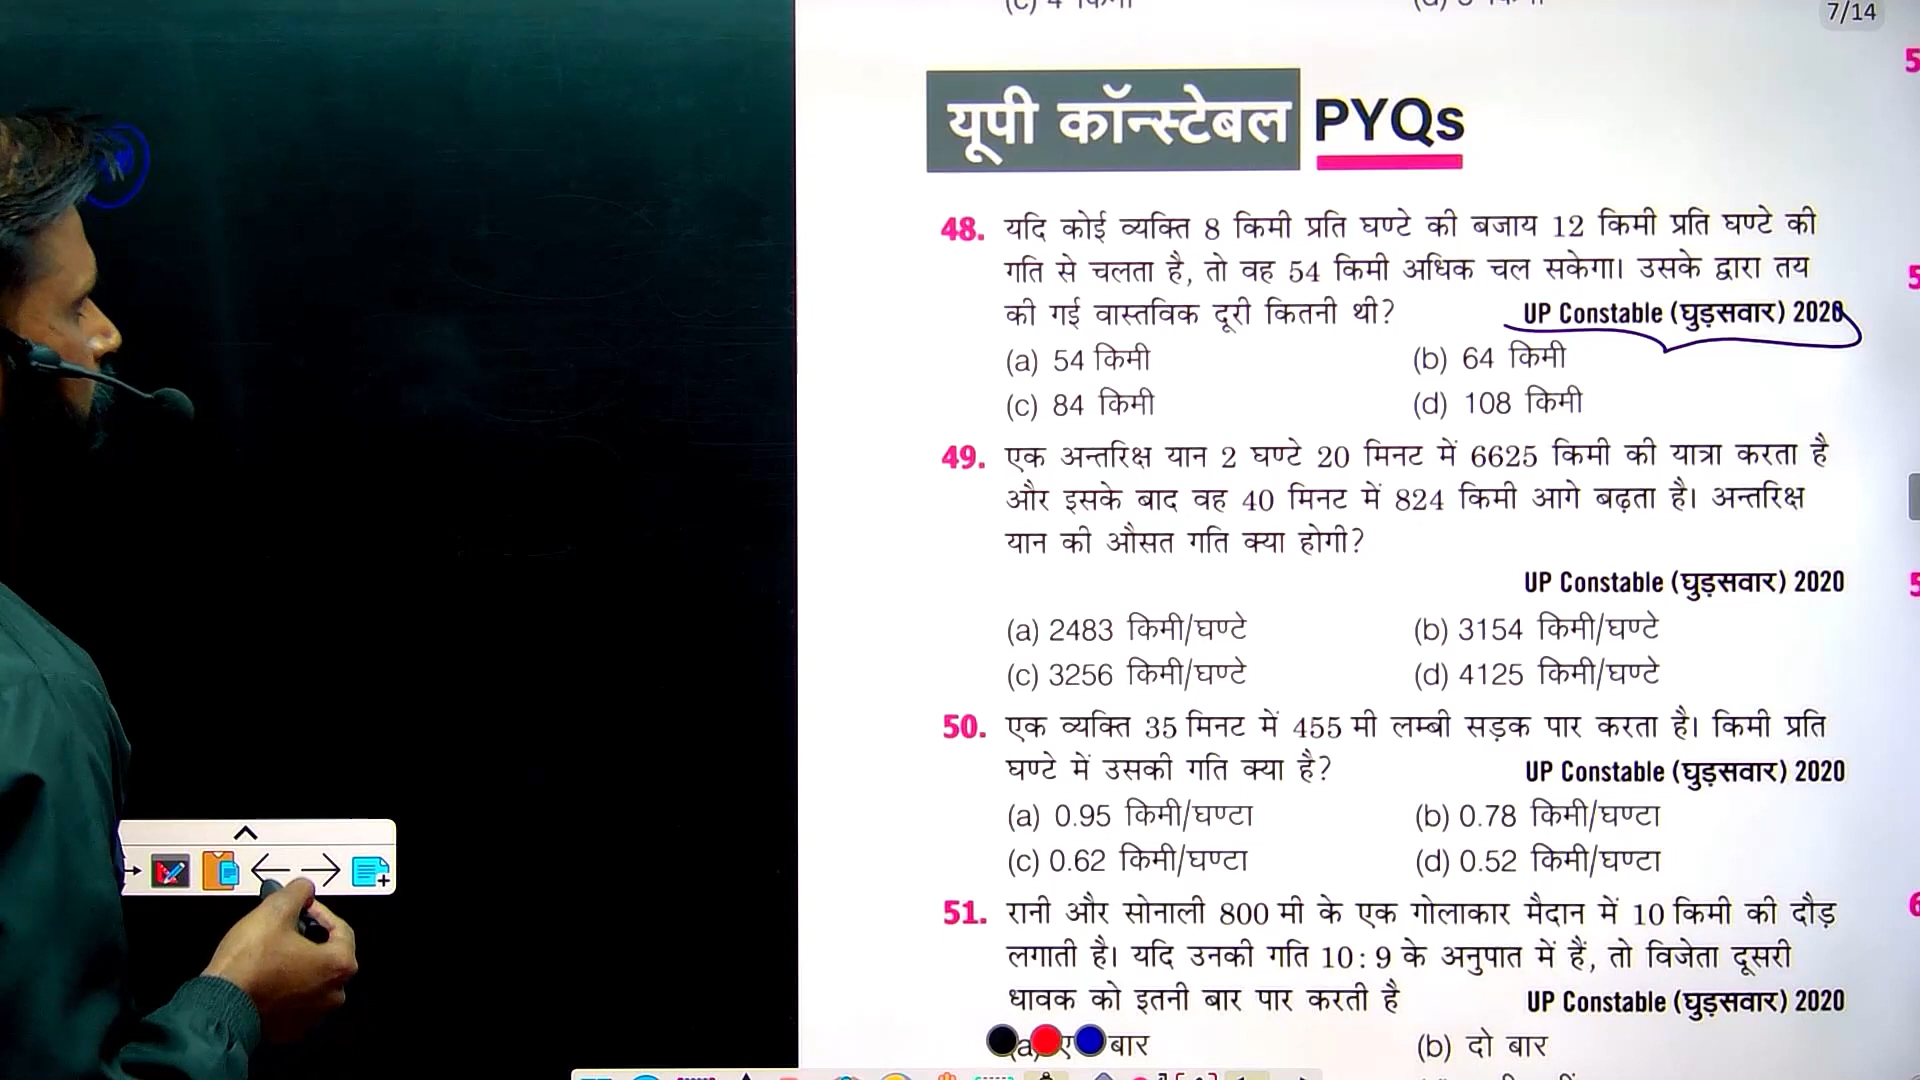 7/14
यूपी कॉन्स्टेबल PYQs
48. यदि कोई व्यक्ति 8 किमी प्रति घण्टे की बजाय 12 किमी प्रति घण्टे की
गति से चलता है, तो वह 54 किमी अधिक चल सकेगा। उसके द्वारा तय
की गई वास्तविक दूरी कितनी थी? UP Constable (घुड़सवार) 2020
(a) 54 किमी (b) 64 किमी
(c) 84 किमी (d) 108 किमी
49. एक अन्तरिक्ष यान 2 घण्टे 20 मिनट में 6625 किमी की यात्रा करता है
और इसके बाद वह 40 मिनट में 824 किमी आगे बढ़ता है। अन्तरिक्ष
यान की औसत गति क्या होगी?
UP Constable (घुड़सवार) 2020
(a) 2483 किमी/घण्टे (b) 3154 किमी/घण्टे
(c) 3256 किमी/घण्टे (d) 4125 किमी/घण्टे
50. एक व्यक्ति 35 मिनट में 455 मी लम्बी सड़क पार करता है। किमी प्रति
घण्टे में उसकी गति क्या है? UP Constable (घुड़सवार) 2020
(a) 0.95 किमी/घण्टा (b) 0.78 किमी/घण्टा
(c) 0.62 किमी/घण्टा (d) 0.52 किमी/घण्टा
51. रानी और सोनाली 800 मी के एक गोलाकार मैदान में 10 किमी की दौड़
लगाती है। यदि उनकी गति 10 : 9 के अनुपात में हैं, तो विजेता दूसरी
धावक को इतनी बार पार करती है UP Constable (घुड़सवार) 2020
बार (b) दो बार